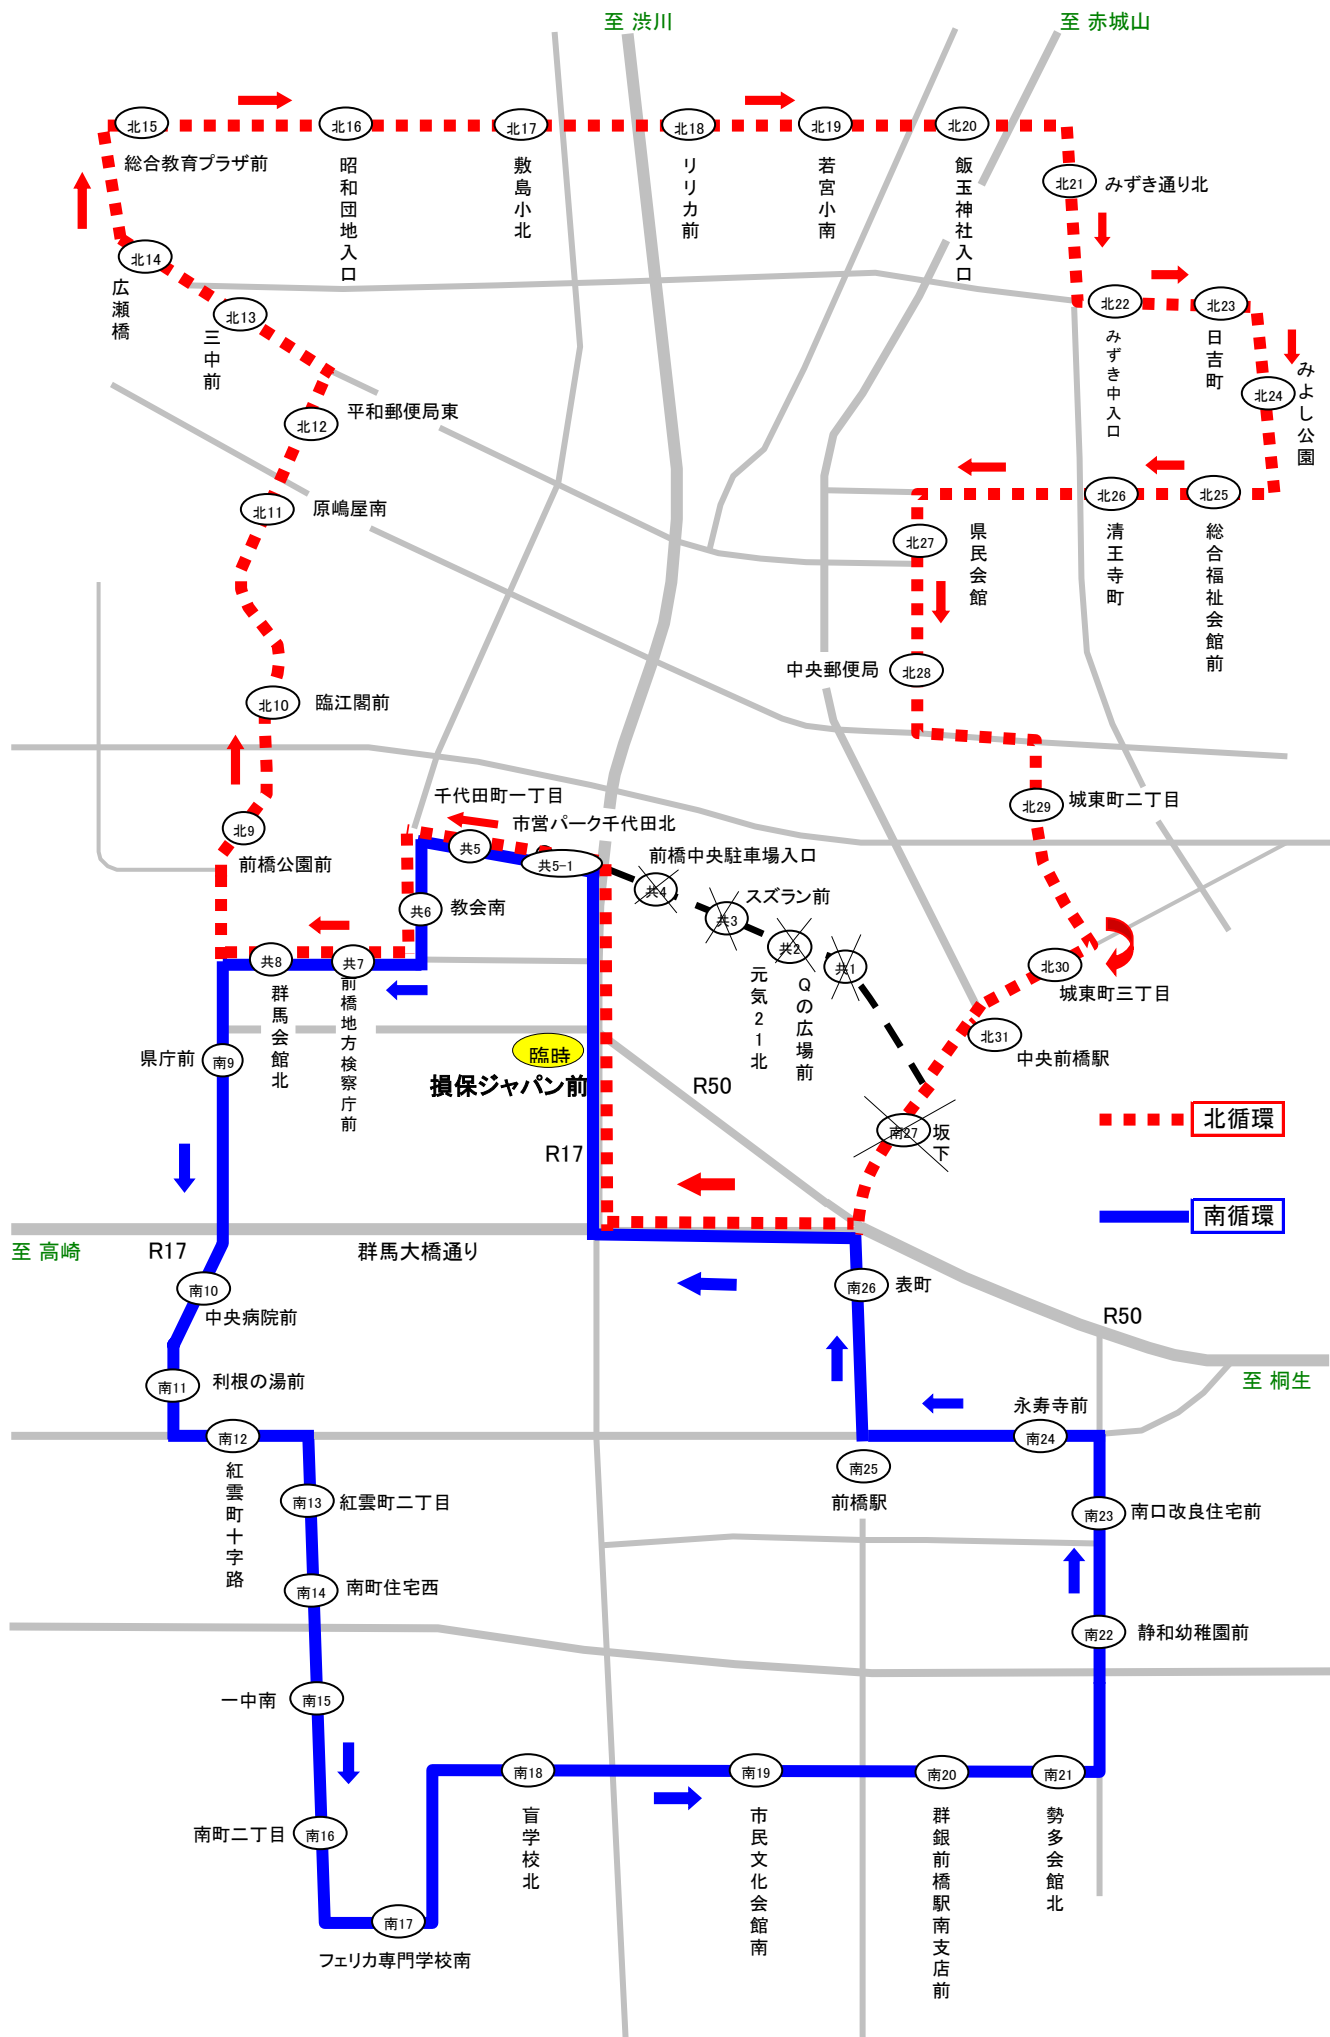 至 渋川
至 赤城山
北15
北16
北17
北18
北19
北20
総合教育プラザ前
昭和団地入口
敷島小北
リリカ前
若宮小南
飯玉神社入口
北21
みずき通り北
北14
広瀬橋
北13
三中前
北22
みずき中入口
北23
日吉町
北24
みよし公園
北12
平和郵便局東
北11
原嶋屋南
北25
総合福祉会館前
北26
清王寺町
北27
県民会館
北28
中央郵便局
北10
臨江閣前
北29
城東町二丁目
北9
前橋公園前
千代田町一丁目
共5
市営パーク千代田北
共5-1
前橋中央駐車場入口
共4
スズラン前
共3
共2
元気21北
共1
Qの広場前
共6
教会南
共8
群馬会館北
共7
前橋地方検察庁前
北30
城東町三丁目
北31
中央前橋駅
県庁前
南9
臨時
損保ジャパン前
R50
南27
坂下
北循環
R17
南循環
至 高崎
R17
群馬大橋通り
南10
中央病院前
南26
表町
R50
至 桐生
南11
利根の湯前
永寿寺前
南24
南12
紅雲町十字路
南25
前橋駅
南13
紅雲町二丁目
南23
南口改良住宅前
南14
南町住宅西
南22
静和幼稚園前
一中南
南15
南18
盲学校北
南19
市民文化会館南
南20
群銀前橋駅南支店前
南21
勢多会館北
南町二丁目
南16
南17
フェリカ専門学校南